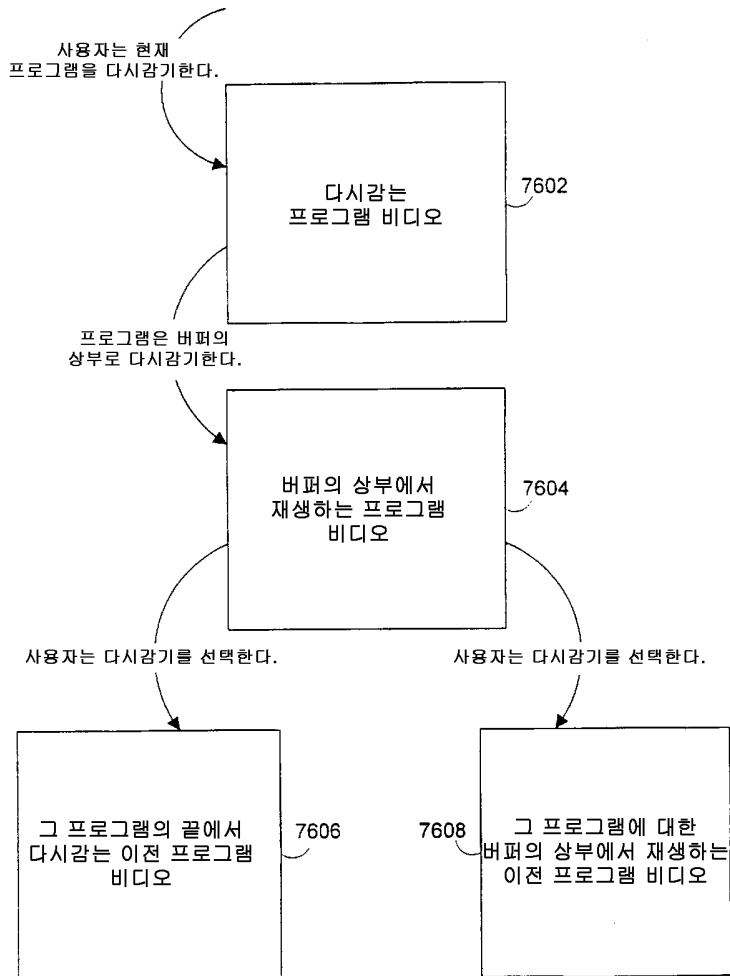 사용자는 현재
프로그램을 다시감기한다.
다시감는
프로그램 비디오
7602
프로그램은 버퍼의
상부로 다시감기한다.
버퍼의 상부에서
재생하는 프로그램
비디오
7604
사용자는 다시감기를 선택한다.
사용자는 다시감기를 선택한다.
그 프로그램의 끝에서
다시감는 이전 프로그램
비디오
7606
7608
그 프로그램에 대한
버퍼의 상부에서 재생하는
이전 프로그램 비디오